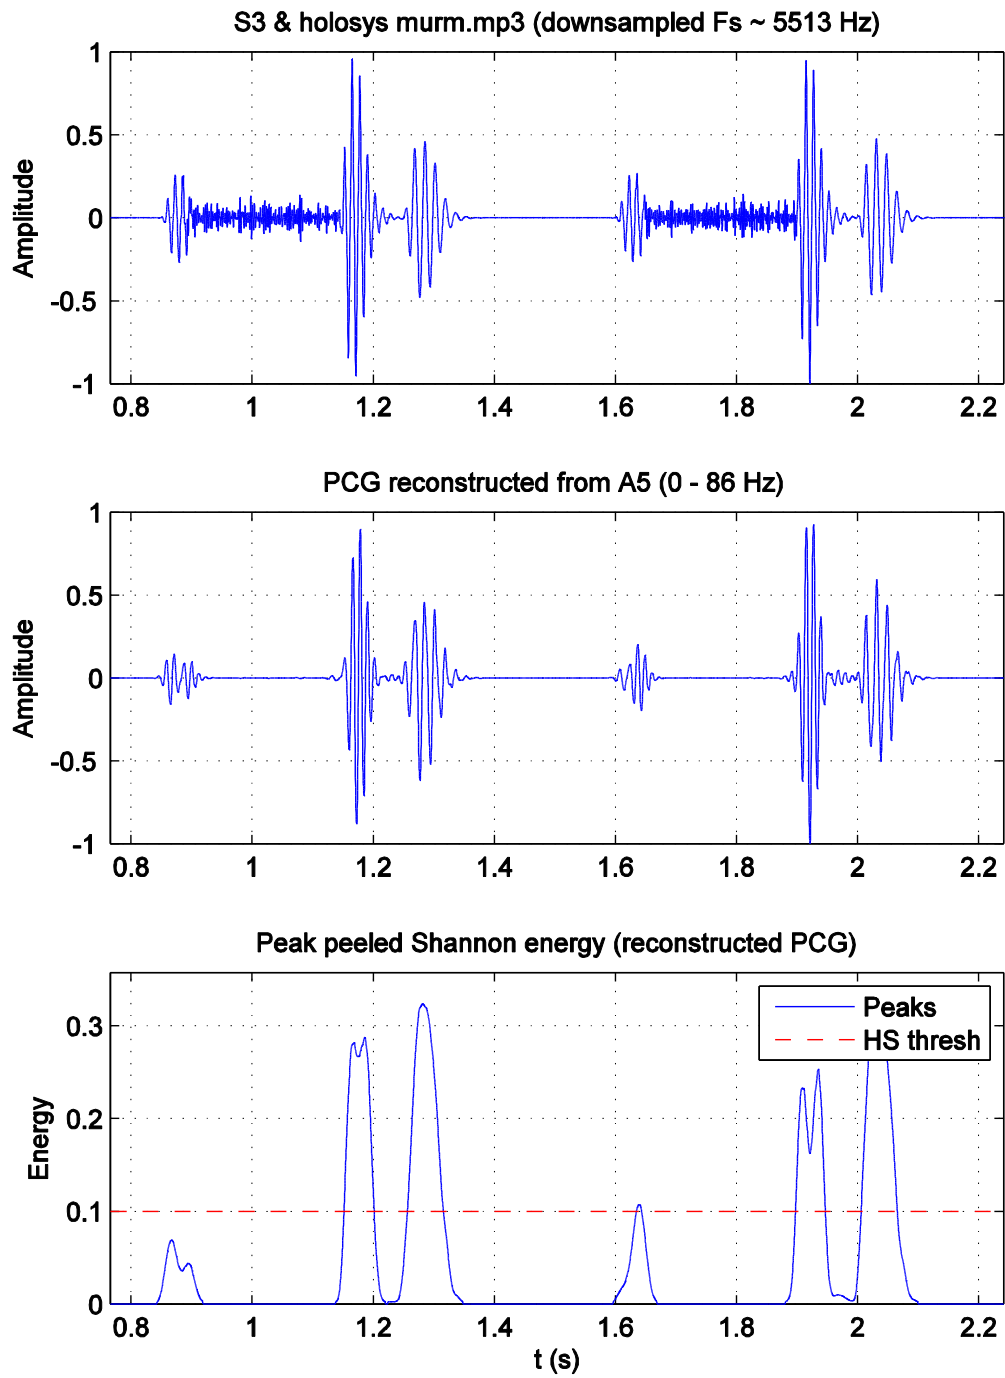 S3 & holosys murm.mp3 (downsampled Fs ~ 5513 Hz)
1
0.5
0
-0.5
-1
Amplitude
0.8 1 1.2 1.4 1.6 1.8 2 2.2
PCG reconstructed from A5 (0 - 86 Hz)
1
0.5
0
-0.5
-1
Amplitude
0.8 1 1.2 1.4 1.6 1.8 2 2.2
Peak peeled Shannon energy (reconstructed PCG)
Peaks
HS thresh
0.3
0.2
0.1
0
Energy
0.8 1 1.2 1.4 1.6 1.8 2 2.2
t (s)